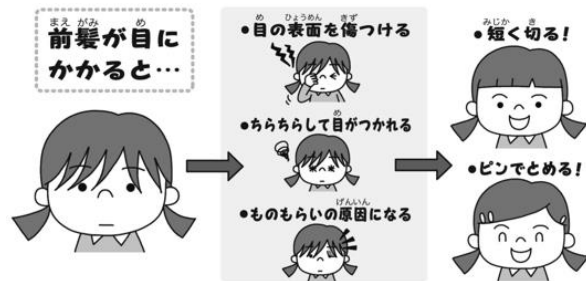 前髪が目に
かかると…
●目の表面を傷つける
●ちらちらして目がつかれる
●ものもらいの原因になる
●短く切る！
●ピンでとめる！